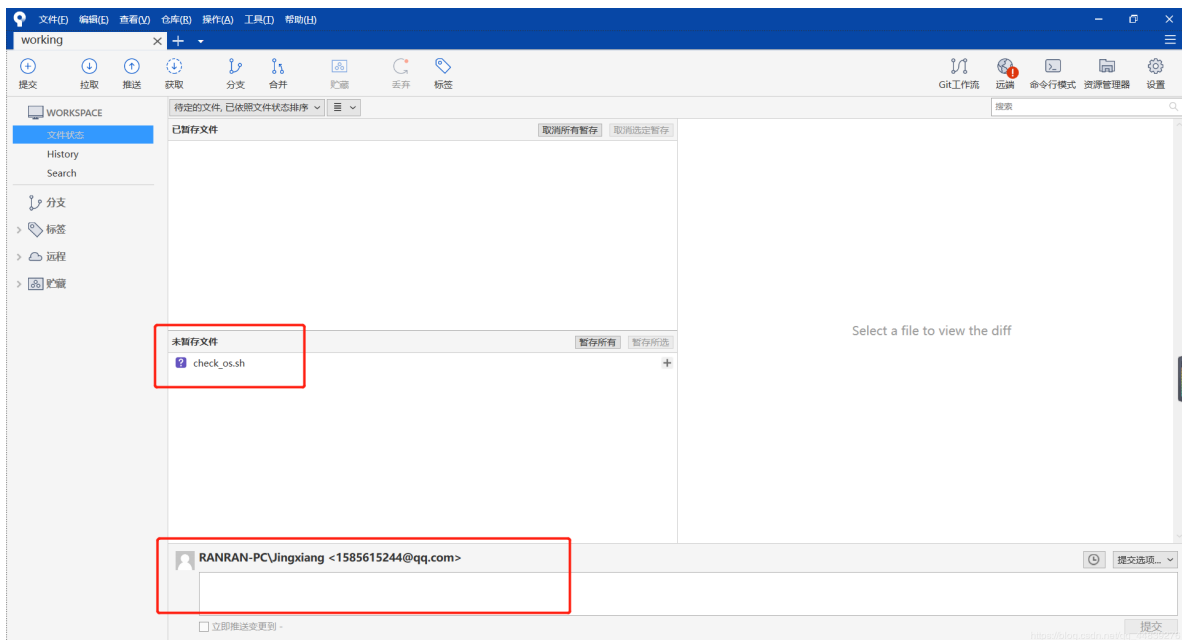 文件(F) 编辑(E) 查看(V) 仓库(R) 操作(A) 工具(T) 帮助(H)
working
提交 拉取 推送 获取 分支 合并 贮藏 丢弃 标签 Git工作流 远端 命令行模式 资源管理器 设置
WORKSPACE
文件状态
History
Search
分支
标签
远程
贮藏
待定的文件, 已依照文件状态排序
搜索
已暂存文件 取消所有暂存 取消选定暂存
未暂存文件 暂存所有 暂存所选
check_os.sh
Select a file to view the diff
RANRAN-PC\Jingxiang <1585615244@qq.com>
提交选项...
立即推送变更到 -
提交